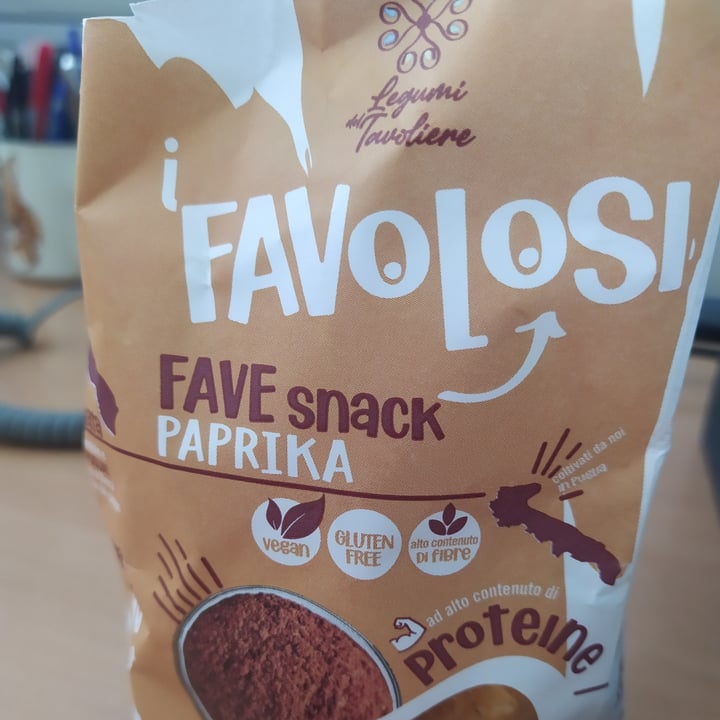 Legumi
del Tavoliere
i
FAVOLOSI
FAVE snack
PAPRIKA
coltivati da noi
in Puglia
vegan
GLUTEN
FREE
alto contenuto
DI fibre
ad alto contenuto di
Proteine